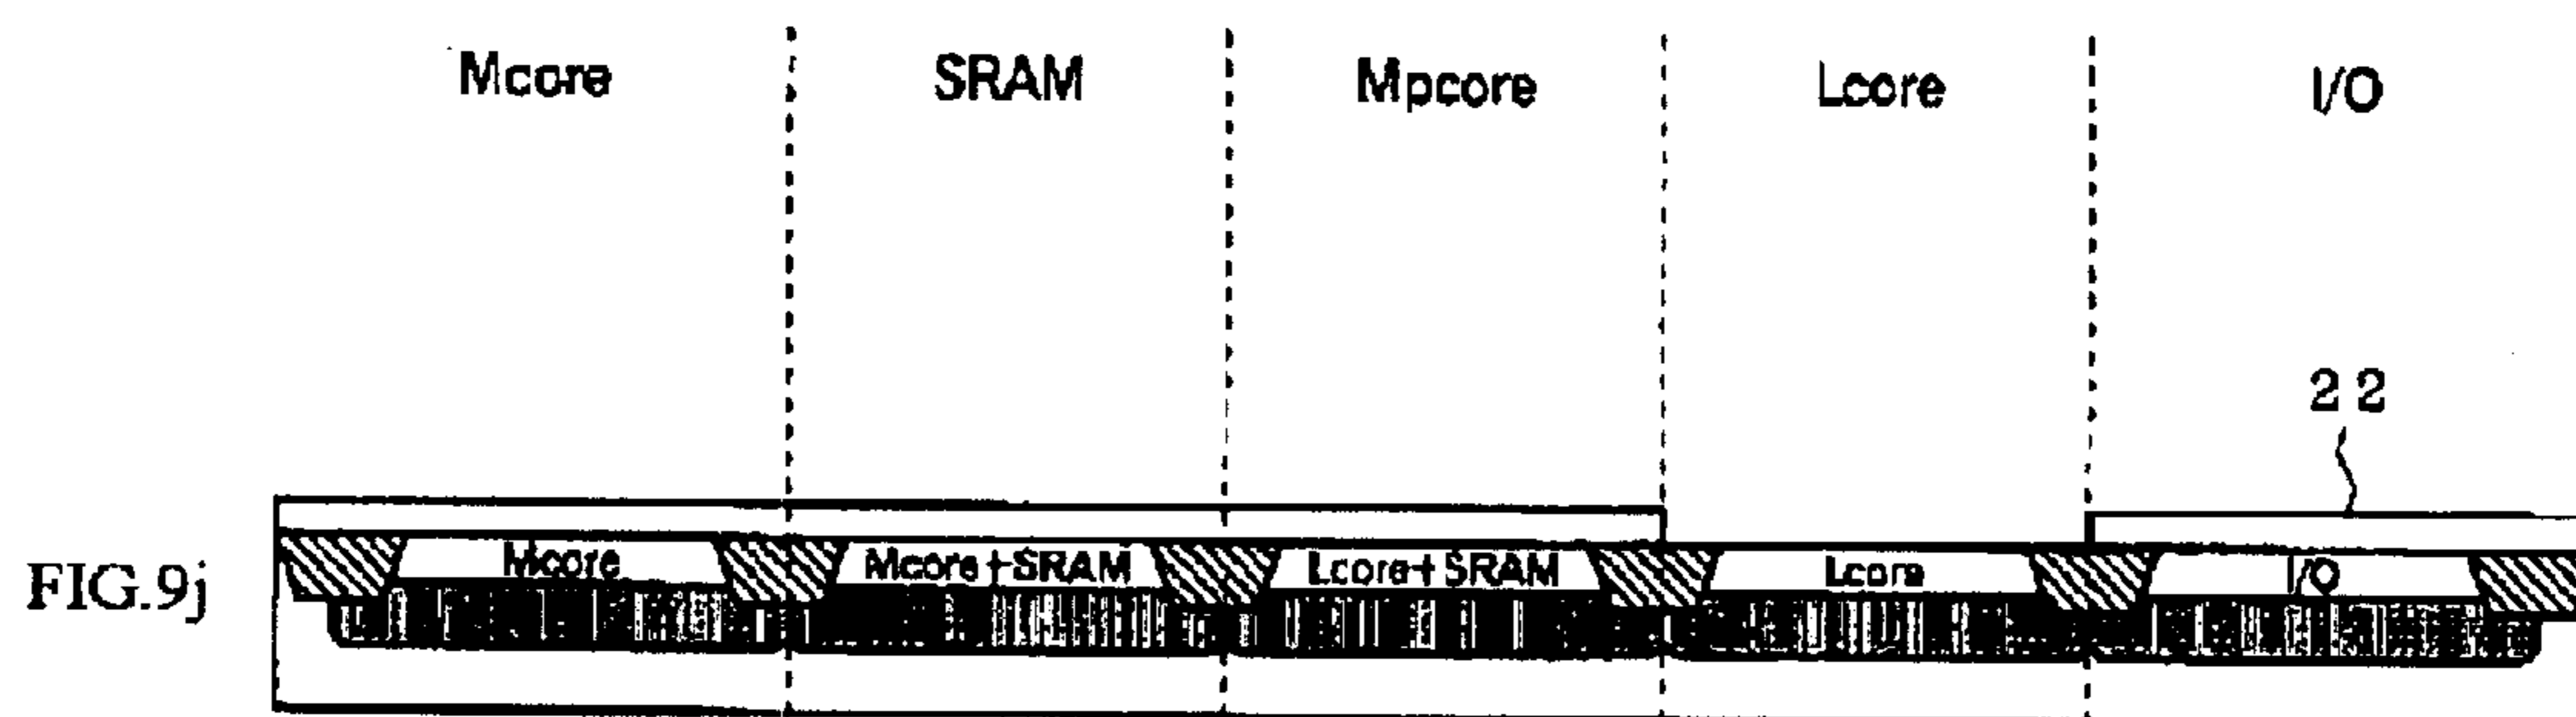 Mcore SRAM Mpcore Lcore I/O
22
FIG.9j Mcore Mcore+SRAM Lcore+SRAM Lcore I/O